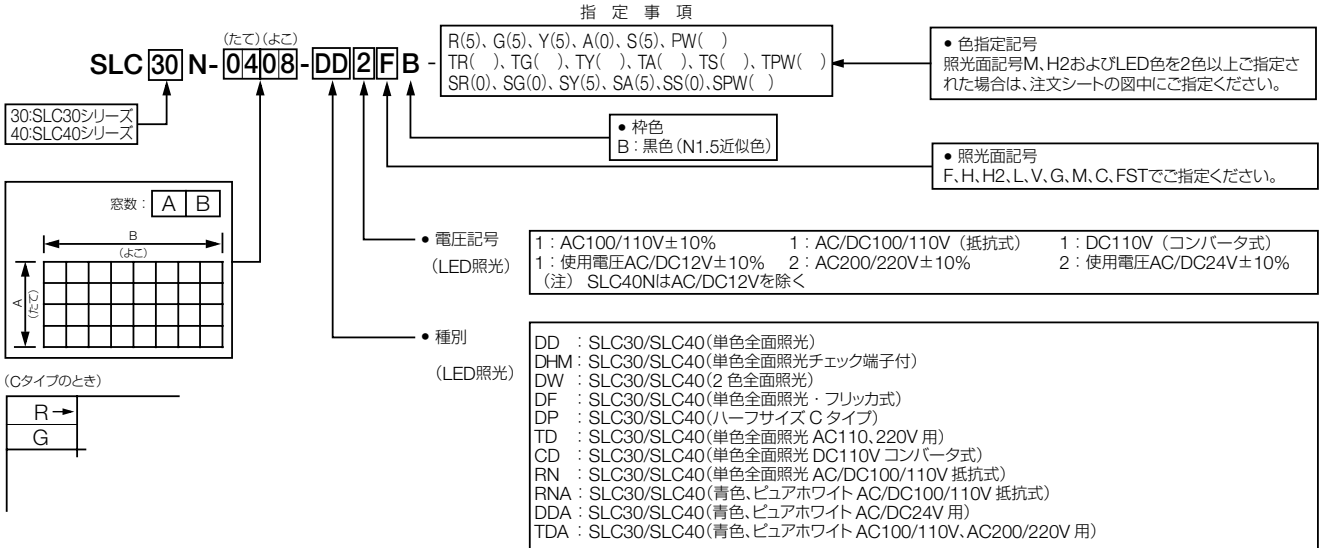 指 定 事 項
(たて)(よこ)
SLC 30 N- 0 4 0 8 - DD 2 F B -
R(5)、G(5)、Y(5)、A(0)、S(5)、PW(　)
TR(　)、TG(　)、TY(　)、TA(　)、TS(　)、TPW(　)
SR(0)、SG(0)、SY(5)、SA(5)、SS(0)、SPW(　)
● 色指定記号
照光面記号M、H2およびLED色を2色以上ご指定さ
れた場合は、注文シートの図中にご指定ください。
30:SLC30シリーズ
40:SLC40シリーズ
● 枠色
B：黒色(N1.5近似色)
● 照光面記号
F、H、H2、L、V、G、M、C、FSTでご指定ください。
窓数： A B
B
(よこ)
A
(たて)
● 電圧記号
(LED照光)
1：AC100/110V±10%　1：AC/DC100/110V（抵抗式）　1：DC110V（コンバータ式）
1：使用電圧AC/DC12V±10%　2：AC200/220V±10%　2：使用電圧AC/DC24V±10%
（注） SLC40NはAC/DC12Vを除く
● 種別
(LED照光)
DD ：SLC30/SLC40(単色全面照光)
DHM：SLC30/SLC40(単色全面照光チェック端子付)
DW ：SLC30/SLC40(2 色全面照光)
DF ：SLC30/SLC40(単色全面照光・フリッカ式)
DP ：SLC30/SLC40(ハーフサイズ C タイプ)
TD ：SLC30/SLC40(単色全面照光 AC110、220V 用)
CD ：SLC30/SLC40(単色全面照光 DC110V コンバータ式)
RN ：SLC30/SLC40(単色全面照光 AC/DC100/110V 抵抗式)
RNA：SLC30/SLC40(青色、ピュアホワイト AC/DC100/110V 抵抗式)
DDA：SLC30/SLC40(青色、ピュアホワイト AC/DC24V 用)
TDA：SLC30/SLC40(青色、ピュアホワイト AC100/110V、AC200/220V 用)
(Cタイプのとき)
R→
G